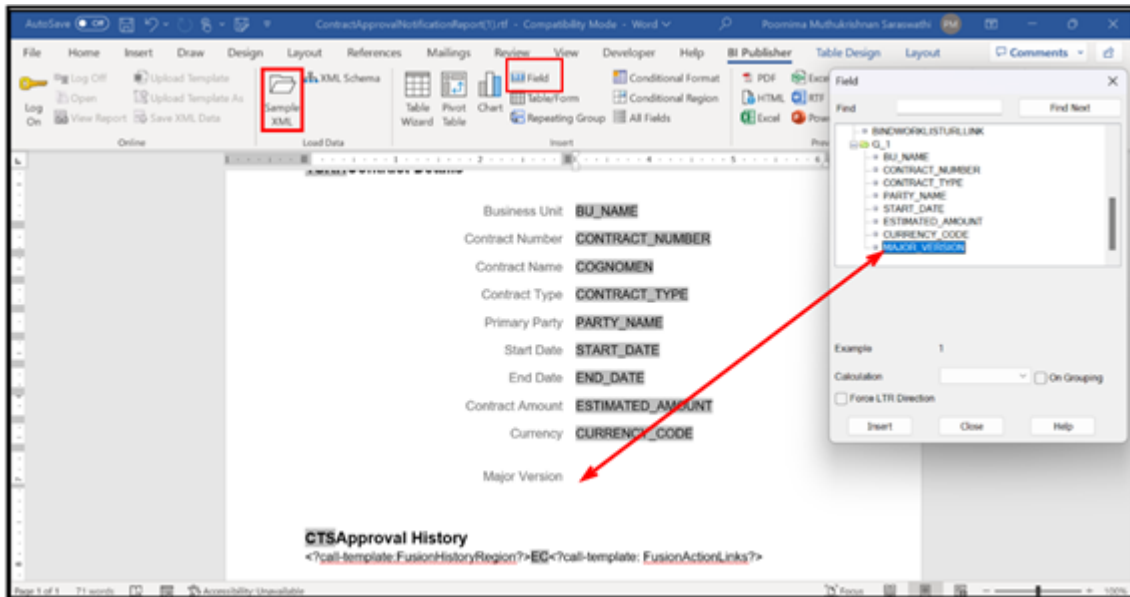 AutoSave Off ContractApprovalNotificationReport(1).rtf - Compatibility Mode - Word Poornima Muthukrishnan Saraswathi PM
File Home Insert Draw Design Layout References Mailings Review View Developer Help BI Publisher Table Design Layout Comments
Log On
Log Off
Open
View Report
Upload Template
Upload Template As
Save XML Data
Online
Sample XML
XML Schema
Load Data
Table Wizard
Pivot Table
Chart
Field
Table/Form
Repeating Group
Conditional Format
Conditional Region
All Fields
Insert
PDF
HTML
Excel
RTF
Field
Find Find Next
BINDWORKLISTURLLINK
G_1
BU_NAME
CONTRACT_NUMBER
CONTRACT_TYPE
PARTY_NAME
START_DATE
ESTIMATED_AMOUNT
CURRENCY_CODE
MAJOR_VERSION
Example 1
Calculation On Grouping
Force LTR Direction
Insert Close Help
Contract Details
Business Unit BU_NAME
Contract Number CONTRACT_NUMBER
Contract Name COGNOMEN
Contract Type CONTRACT_TYPE
Primary Party PARTY_NAME
Start Date START_DATE
End Date END_DATE
Contract Amount ESTIMATED_AMOUNT
Currency CURRENCY_CODE
Major Version
CTSApproval History
<?call-template:FusionHistoryRegion?>EC<?call-template: FusionActionLinks?>
Page 1 of 1 71 words Accessibility: Unavailable Focus 100%